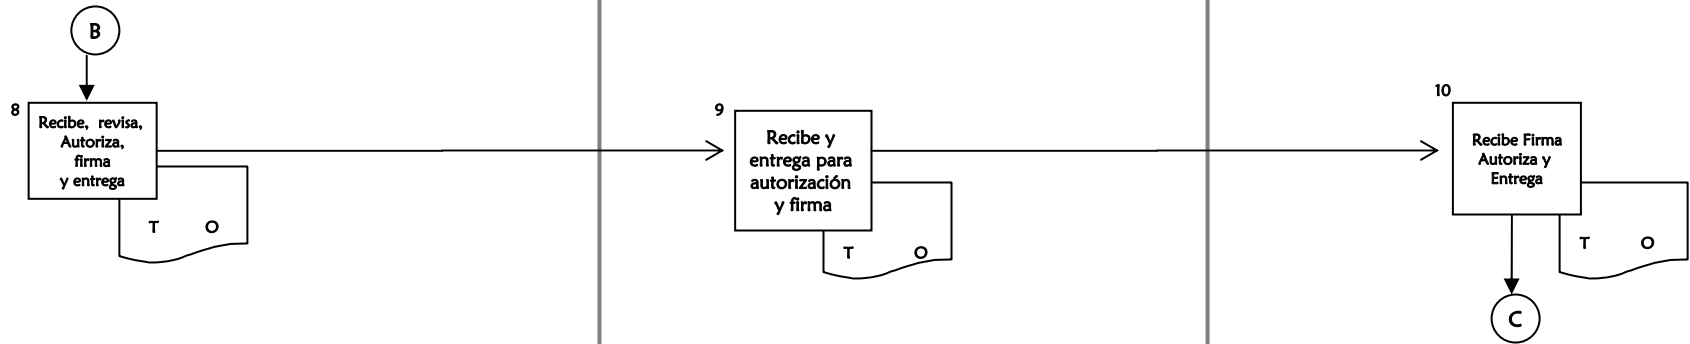 B
8
Recibe, revisa,
Autoriza,
firma
y entrega
T O
9
Recibe y
entrega para
autorización
y firma
T O
10
Recibe Firma
Autoriza y
Entrega
T O
C